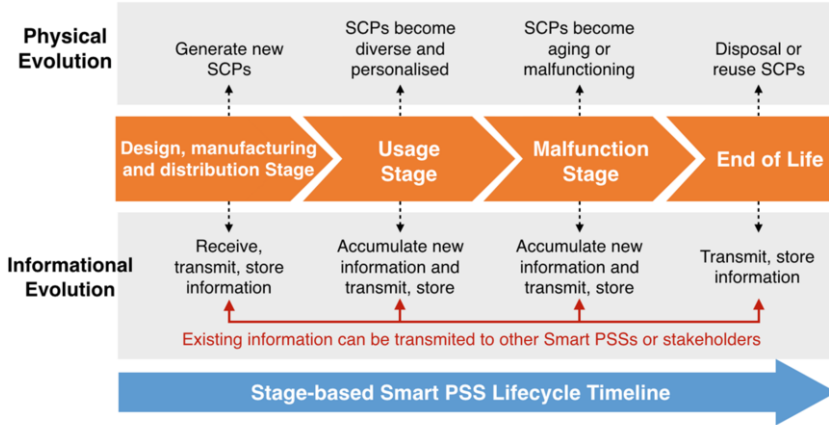 Physical
Evolution
Generate new
SCPs
SCPs become
diverse and
personalised
SCPs become
aging or
malfunctioning
Disposal or
reuse SCPs
Design, manufacturing
and distribution Stage
Usage
Stage
Malfunction
Stage
End of Life
Informational
Evolution
Receive,
transmit, store
information
Accumulate new
information and
transmit, store
Accumulate new
information and
transmit, store
Transmit, store
information
Existing information can be transmited to other Smart PSSs or stakeholders
Stage-based Smart PSS Lifecycle Timeline